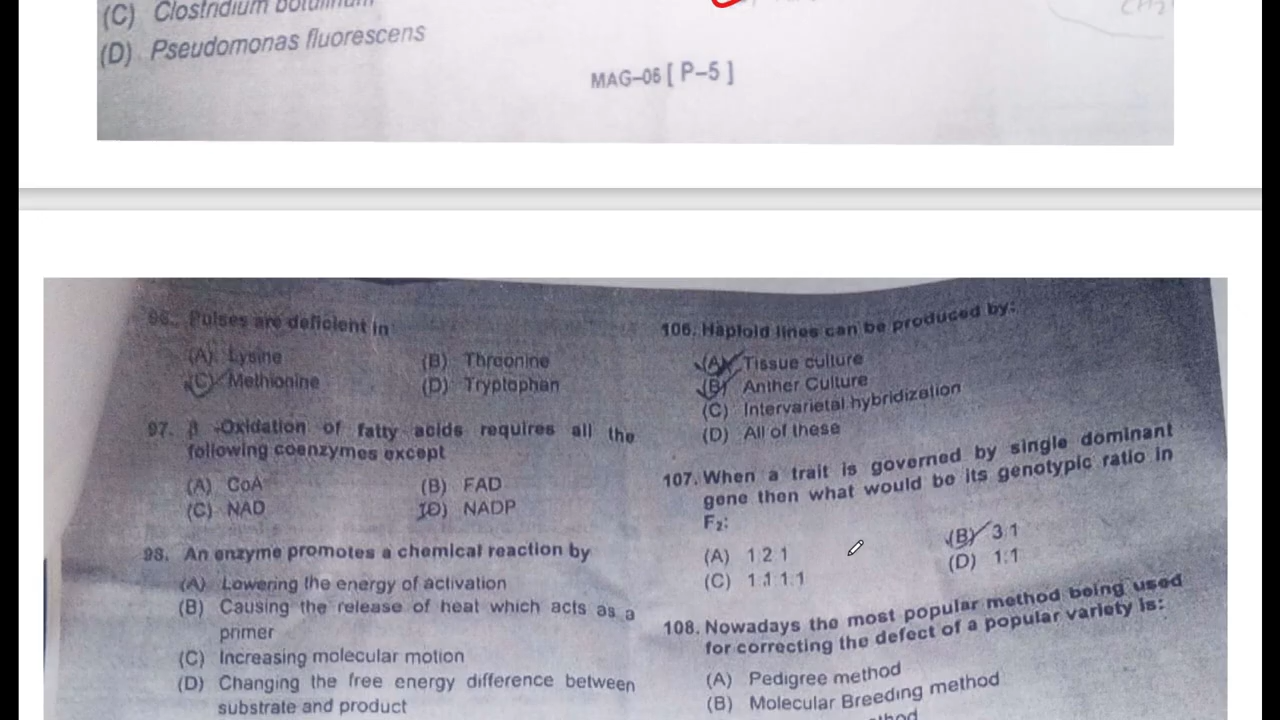 (C) Clostridium botulinum
(D) Pseudomonas fluorescens
MAG–06 [ P–5 ]
96. Pulses are deficient in
(A) Lysine
(B) Threonine
(C) Methionine
(D) Tryptophan
97. β -Oxidation of fatty acids requires all the
following coenzymes except
(A) CoA
(B) FAD
(C) NAD
(D) NADP
98. An enzyme promotes a chemical reaction by
(A) Lowering the energy of activation
(B) Causing the release of heat which acts as a
primer
(C) Increasing molecular motion
(D) Changing the free energy difference between
substrate and product
106. Haploid lines can be produced by:
(A) Tissue culture
(B) Anther Culture
(C) Intervarietal hybridization
(D) All of these
107. When a trait is governed by single dominant
gene then what would be its genotypic ratio in
F₂:
(A) 1:2:1
(B) 3:1
(C) 1:1:1:1
(D) 1:1
108. Nowadays the most popular method being used
for correcting the defect of a popular variety is:
(A) Pedigree method
(B) Molecular Breeding method